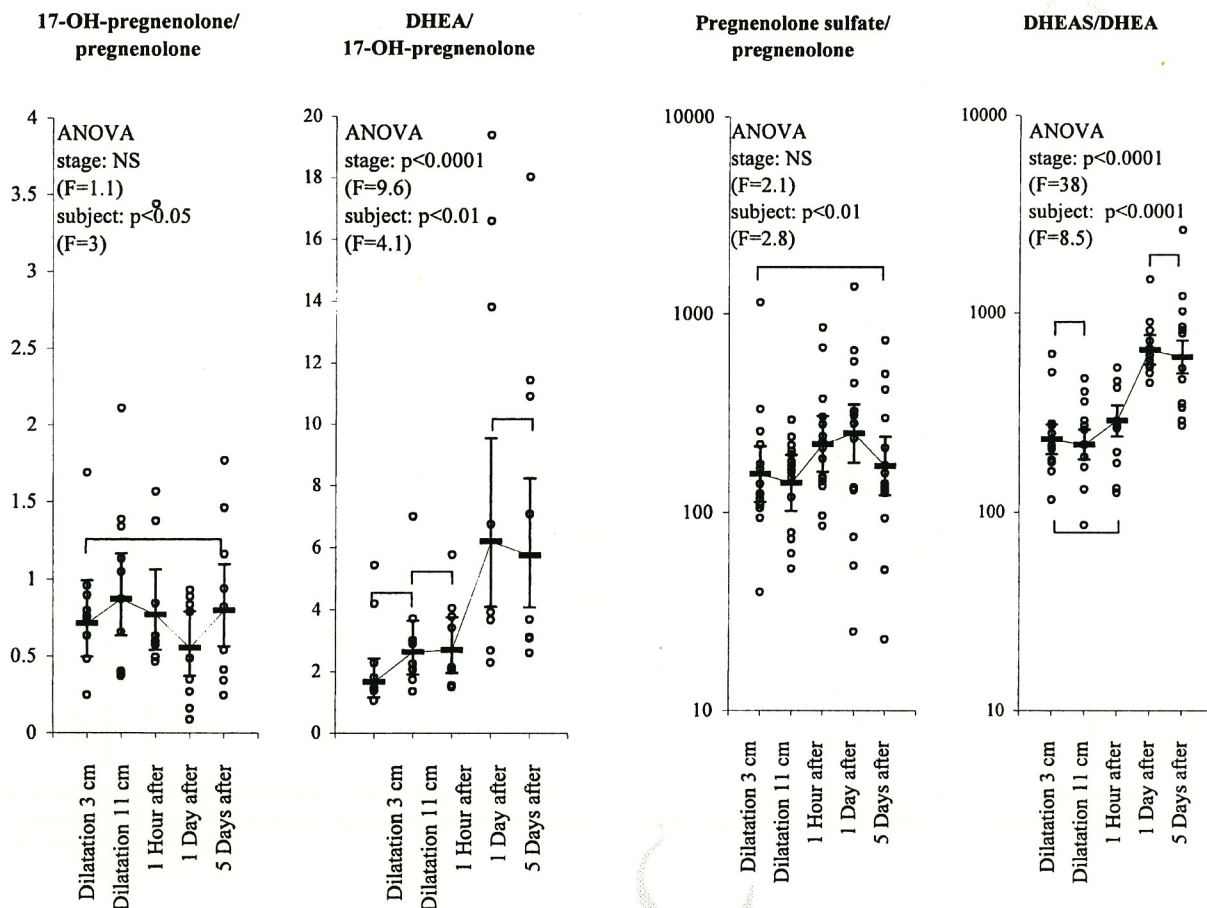 17-OH-pregnenolone/
pregnenolone
4
3.5
3
2.5
2
1.5
1
0.5
0
ANOVA
stage: NS
(F=1.1)
subject: p<0.05
(F=3)
Dilatation 3 cm
Dilatation 11 cm
1 Hour after
1 Day after
5 Days after
DHEA/
17-OH-pregnenolone
20
18
16
14
12
10
8
6
4
2
0
ANOVA
stage: p<0.0001
(F=9.6)
subject: p<0.01
(F=4.1)
Dilatation 3 cm
Dilatation 11 cm
1 Hour after
1 Day after
5 Days after
Pregnenolone sulfate/
pregnenolone
10000
1000
100
10
ANOVA
stage: NS
(F=2.1)
subject: p<0.01
(F=2.8)
Dilatation 3 cm
Dilatation 11 cm
1 Hour after
1 Day after
5 Days after
DHEAS/DHEA
10000
1000
100
10
ANOVA
stage: p<0.0001
(F=38)
subject: p<0.0001
(F=8.5)
Dilatation 3 cm
Dilatation 11 cm
1 Hour after
1 Day after
5 Days after